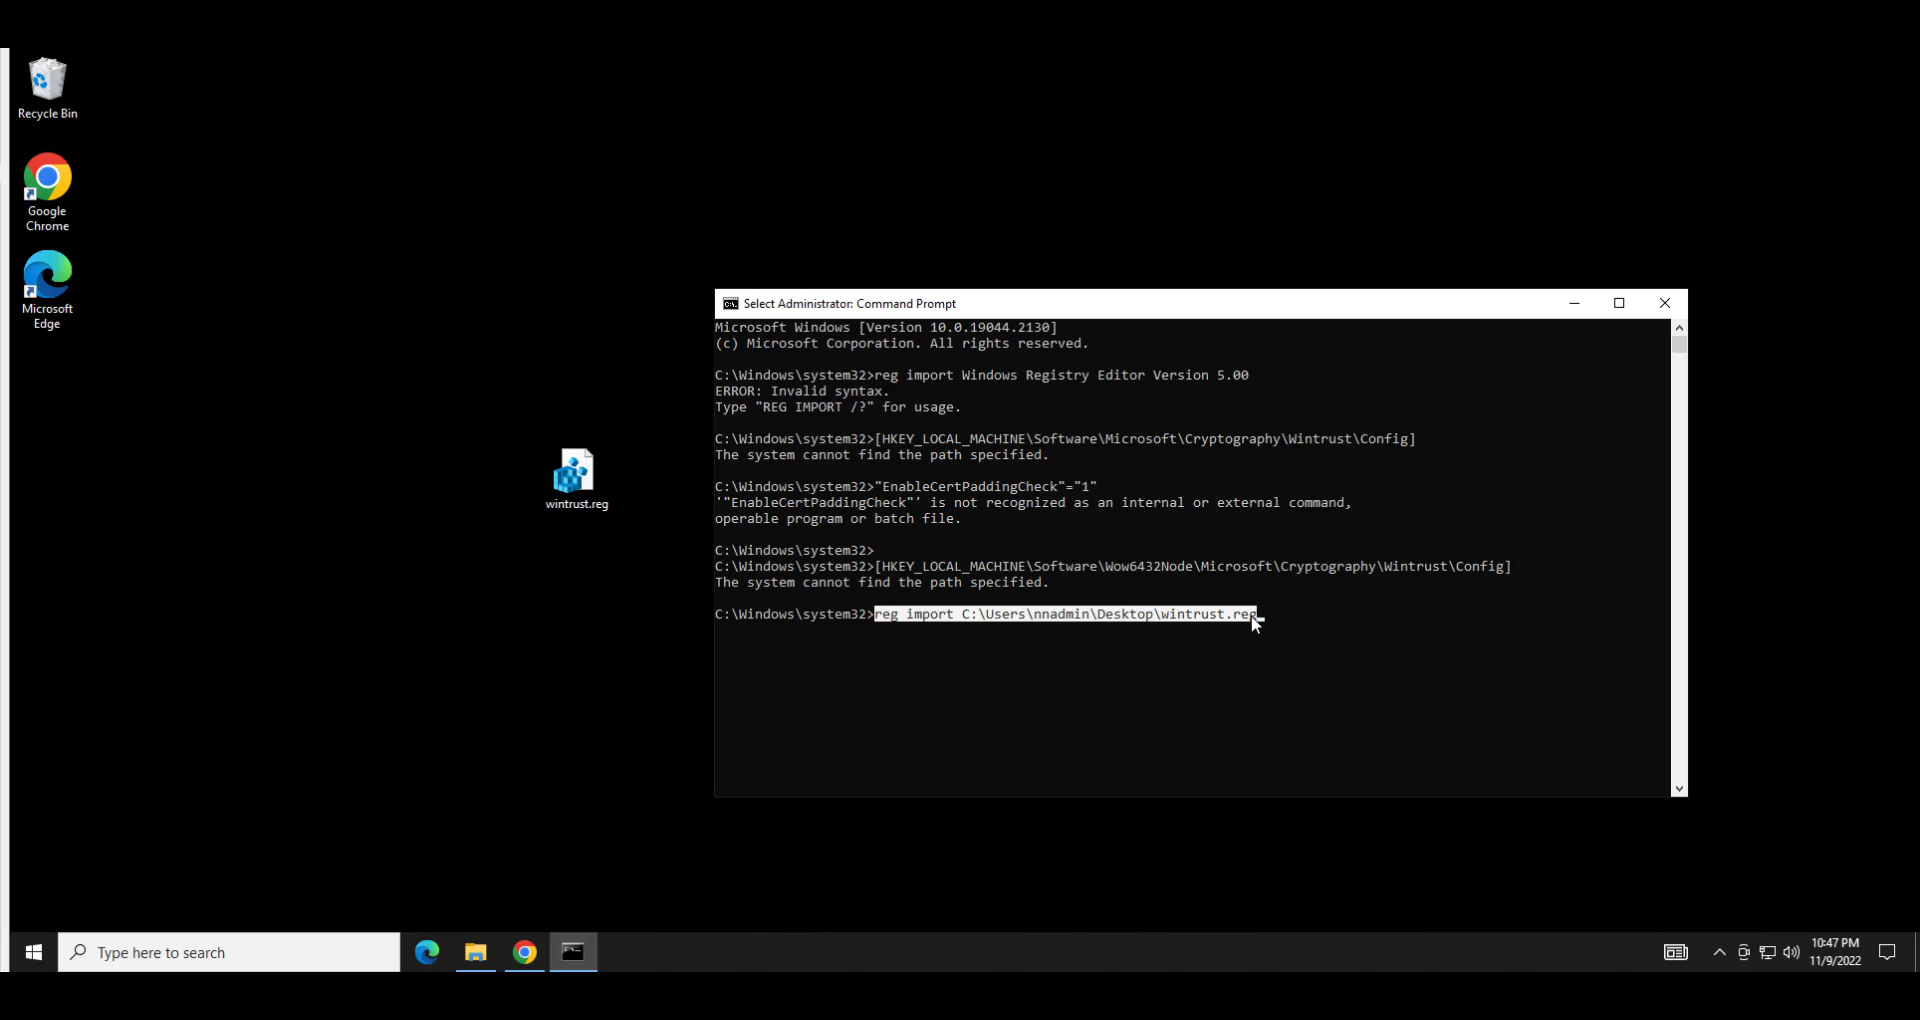 Recycle Bin
Google
Chrome
Microsoft
Edge
wintrust.reg
Select Administrator: Command Prompt
Microsoft Windows [Version 10.0.19044.2130]
(c) Microsoft Corporation. All rights reserved.
C:\Windows\system32>reg import Windows Registry Editor Version 5.00
ERROR: Invalid syntax.
Type "REG IMPORT /?" for usage.
C:\Windows\system32>[HKEY_LOCAL_MACHINE\Software\Microsoft\Cryptography\Wintrust\Config]
The system cannot find the path specified.
C:\Windows\system32>"EnableCertPaddingCheck"="1"
'"EnableCertPaddingCheck"' is not recognized as an internal or external command,
operable program or batch file.
C:\Windows\system32>
C:\Windows\system32>[HKEY_LOCAL_MACHINE\Software\Wow6432Node\Microsoft\Cryptography\Wintrust\Config]
The system cannot find the path specified.
C:\Windows\system32>reg import C:\Users\nnadmin\Desktop\wintrust.reg
Type here to search
10:47 PM
11/9/2022